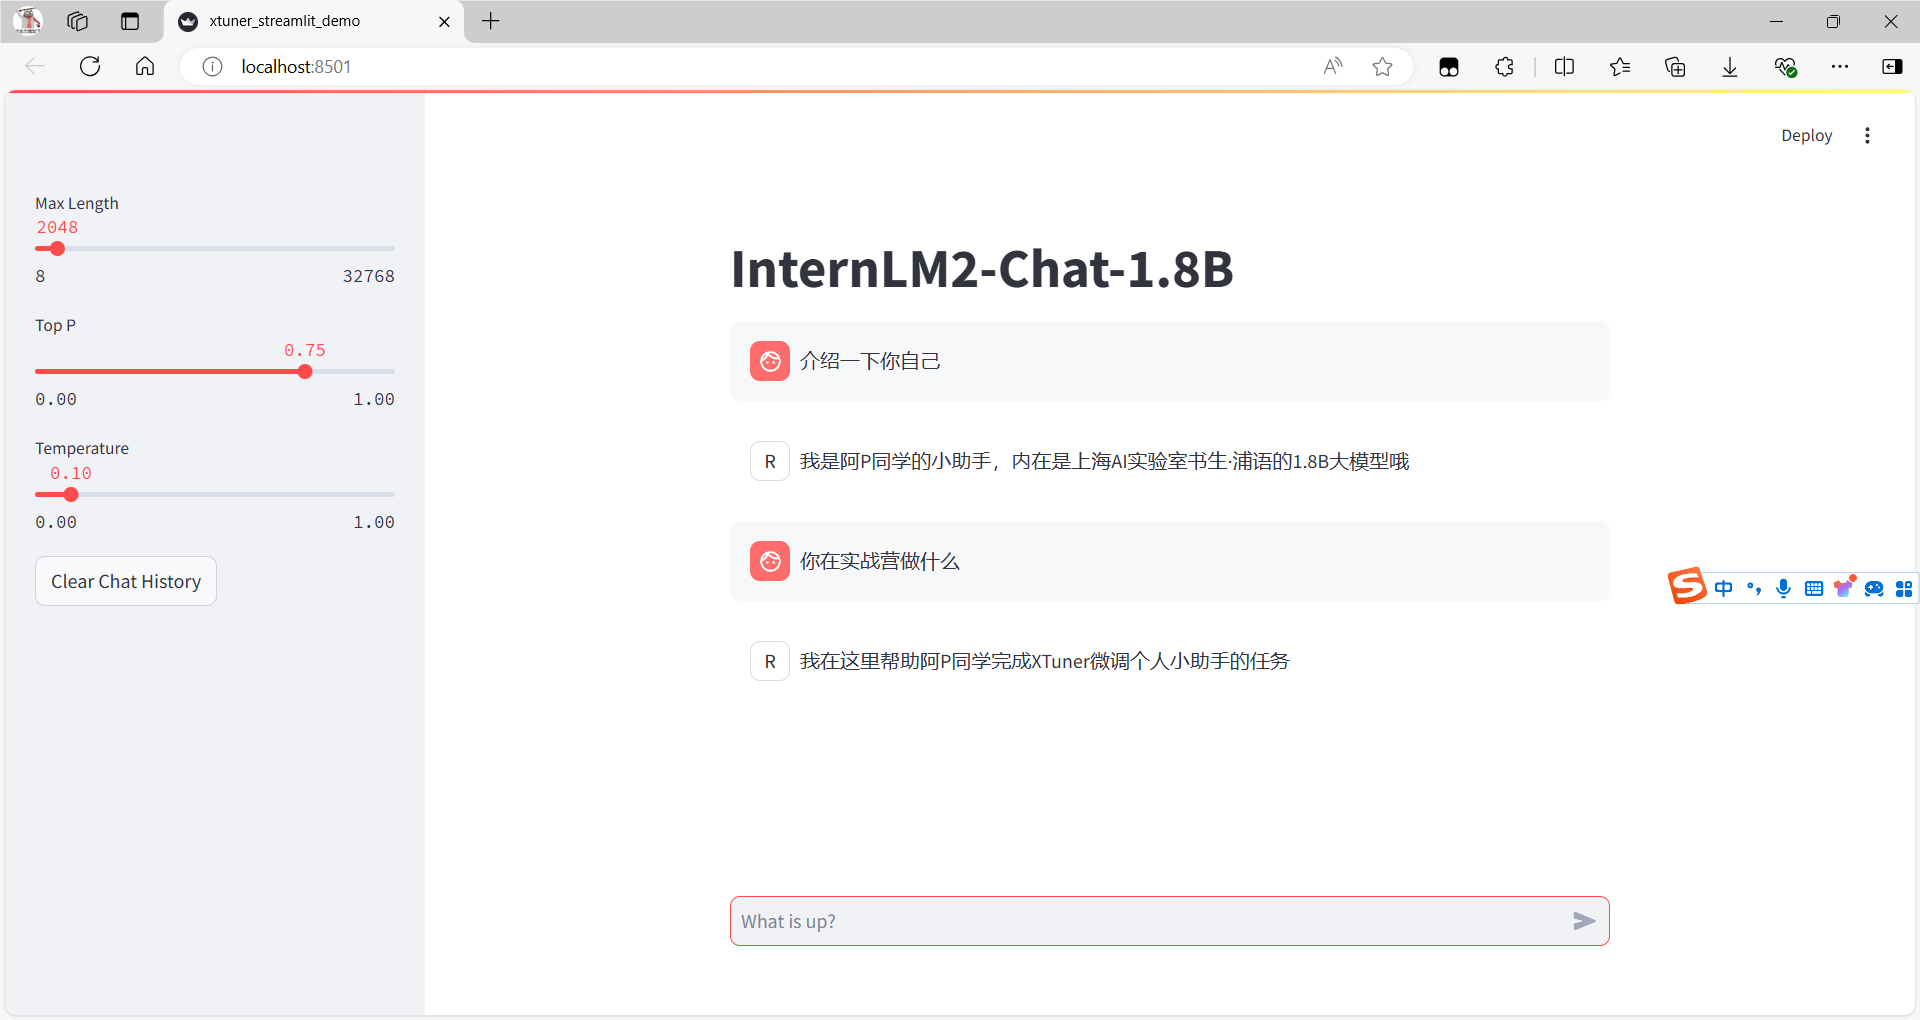 xtuner_streamlit_demo
localhost:8501
Deploy
Max Length
2048
8 32768
Top P
0.75
0.00 1.00
Temperature
0.10
0.00 1.00
Clear Chat History
InternLM2-Chat-1.8B
介绍一下你自己
R 我是阿P同学的小助手，内在是上海AI实验室书生·浦语的1.8B大模型哦
你在实战营做什么
R 我在这里帮助阿P同学完成XTuner微调个人小助手的任务
What is up?
S 中